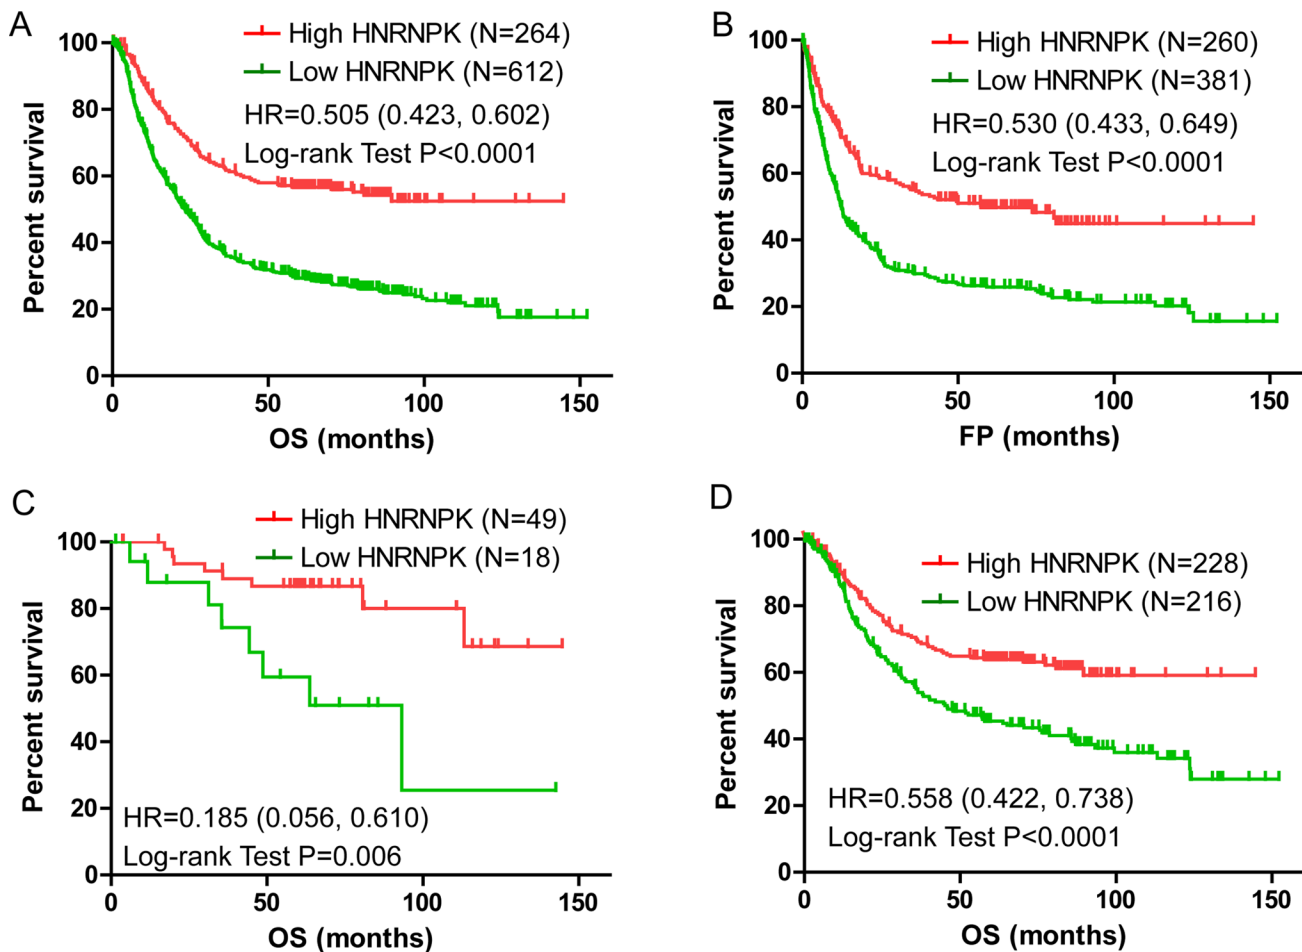 A
High HNRNPK (N=264)
Low HNRNPK (N=612)
HR=0.505 (0.423, 0.602)
Log-rank Test P<0.0001
Percent survival
100
80
60
40
20
0
0 50 100 150
OS (months)
B
High HNRNPK (N=260)
Low HNRNPK (N=381)
HR=0.530 (0.433, 0.649)
Log-rank Test P<0.0001
Percent survival
100
80
60
40
20
0
0 50 100 150
FP (months)
C
High HNRNPK (N=49)
Low HNRNPK (N=18)
Percent survival
100
80
60
40
20
0
HR=0.185 (0.056, 0.610)
Log-rank Test P=0.006
0 50 100 150
OS (months)
D
High HNRNPK (N=228)
Low HNRNPK (N=216)
Percent survival
100
80
60
40
20
0
HR=0.558 (0.422, 0.738)
Log-rank Test P<0.0001
0 50 100 150
OS (months)